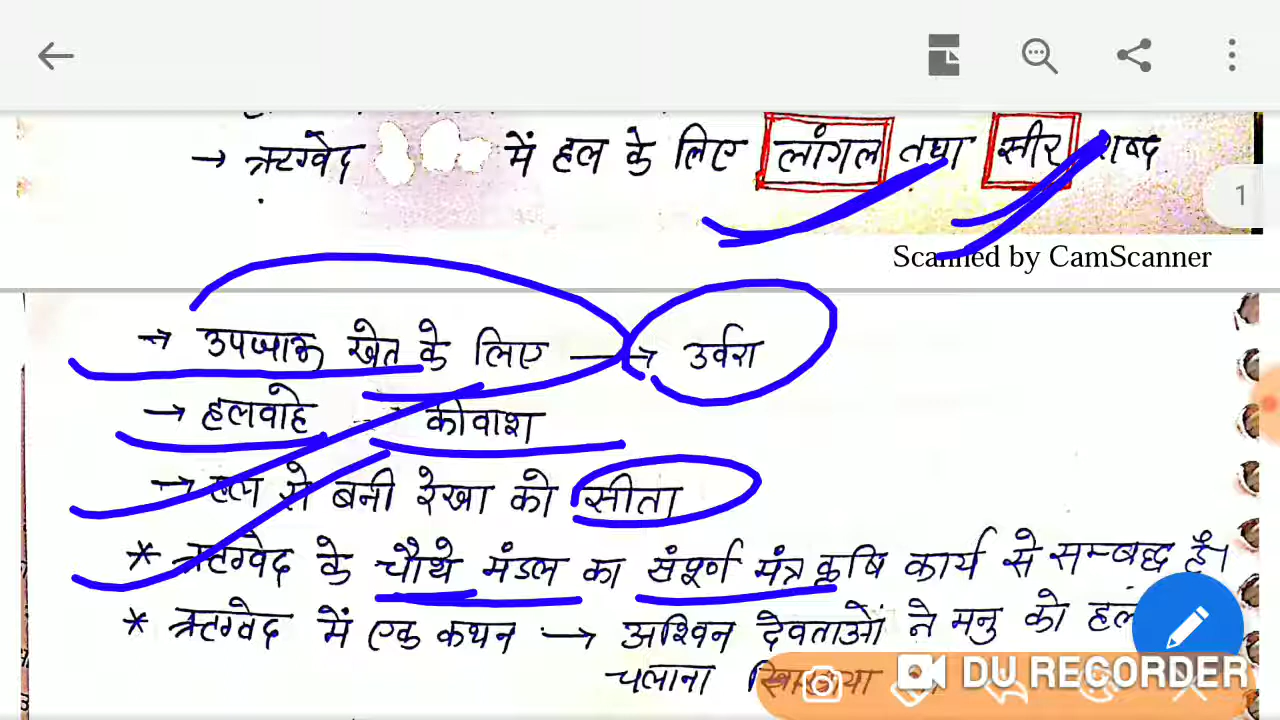 → ऋग्वेद में हल के लिए लांगल तथा सीर शब्द
1
Scanned by CamScanner
→ उपजाऊ खेत के लिए → उर्वरा
→ हलवाहे → कीवाश
→ हल से बनी रेखा को सीता
* ऋग्वेद के चौथे मंडल का संपूर्ण मंत्र कृषि कार्य से सम्बद्ध है।
* ऋग्वेद में एक कथन → अश्विन देवताओं ने मनु को हल
चलाना
DU RECORDER